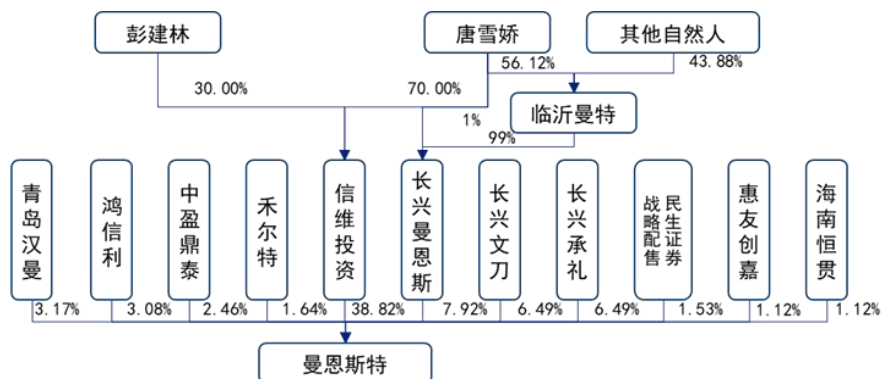 彭建林
唐雪娇
其他自然人
56.12%
43.88%
30.00%
70.00%
临沂曼特
1%
99%
青岛汉曼
鸿信利
中盈鼎泰
禾尔特
信维投资
长兴曼恩斯
长兴文刀
长兴承礼
民生证券
战略配售
惠友创嘉
海南恒贯
3.17%
3.08%
2.46%
1.64%
38.82%
7.92%
6.49%
6.49%
1.53%
1.12%
1.12%
曼恩斯特